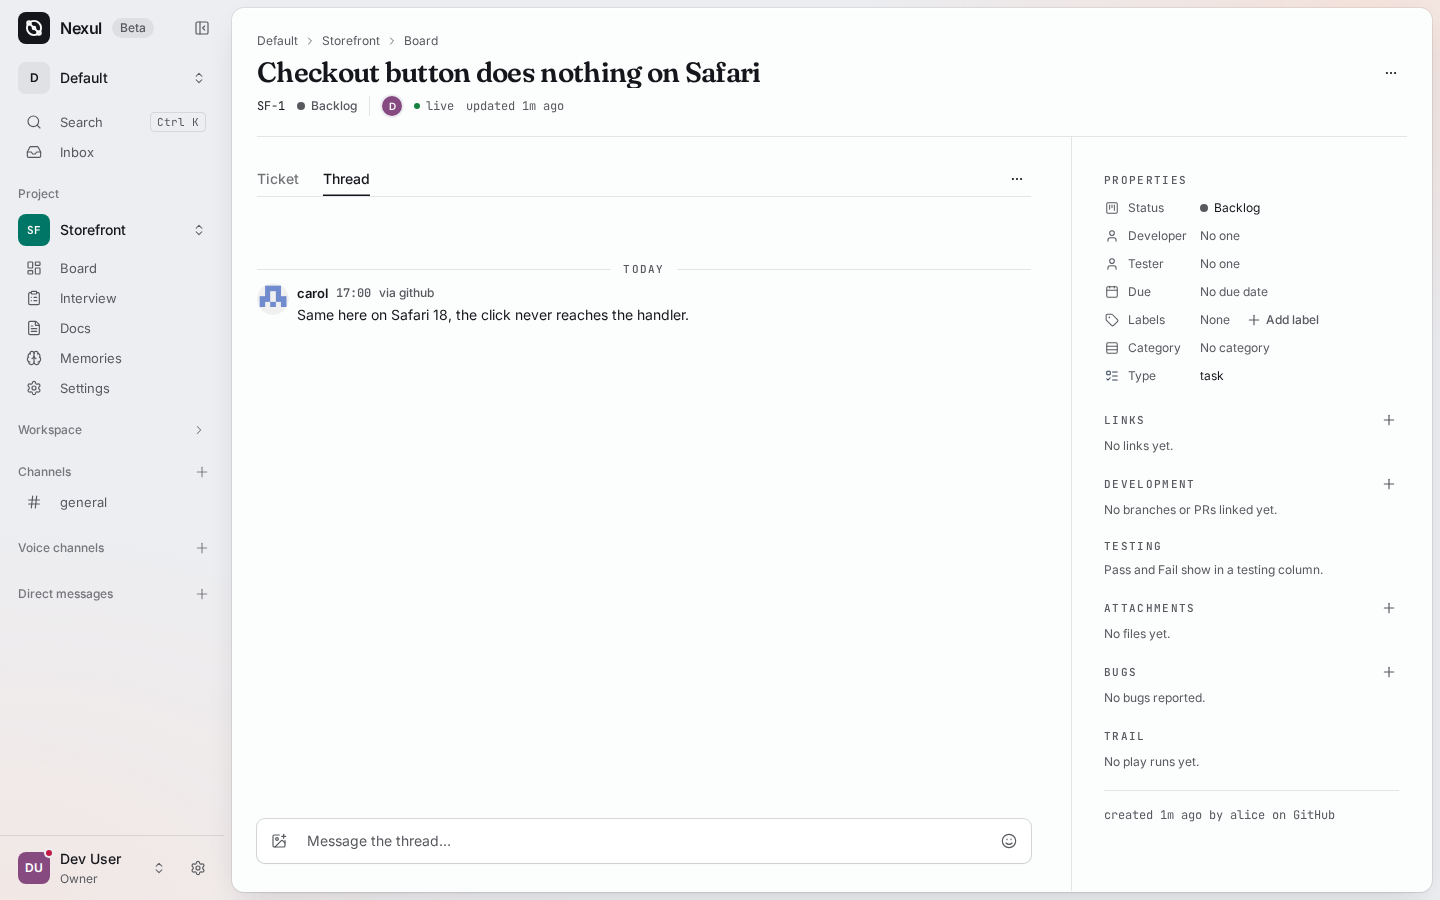 Nexul Beta
D Default
Search Ctrl K
Inbox
Project
SF Storefront
Board
Interview
Docs
Memories
Settings
Workspace
Channels
general
Voice channels
Direct messages
DU Dev User
Owner
Default Storefront Board
Checkout button does nothing on Safari
SF-1 Backlog D live updated 1m ago
Ticket Thread
TODAY
carol 17:00 via github
Same here on Safari 18, the click never reaches the handler.
Message the thread...
PROPERTIES
Status Backlog
Developer No one
Tester No one
Due No due date
Labels None Add label
Category No category
Type task
LINKS
No links yet.
DEVELOPMENT
No branches or PRs linked yet.
TESTING
Pass and Fail show in a testing column.
ATTACHMENTS
No files yet.
BUGS
No bugs reported.
TRAIL
No play runs yet.
created 1m ago by alice on GitHub